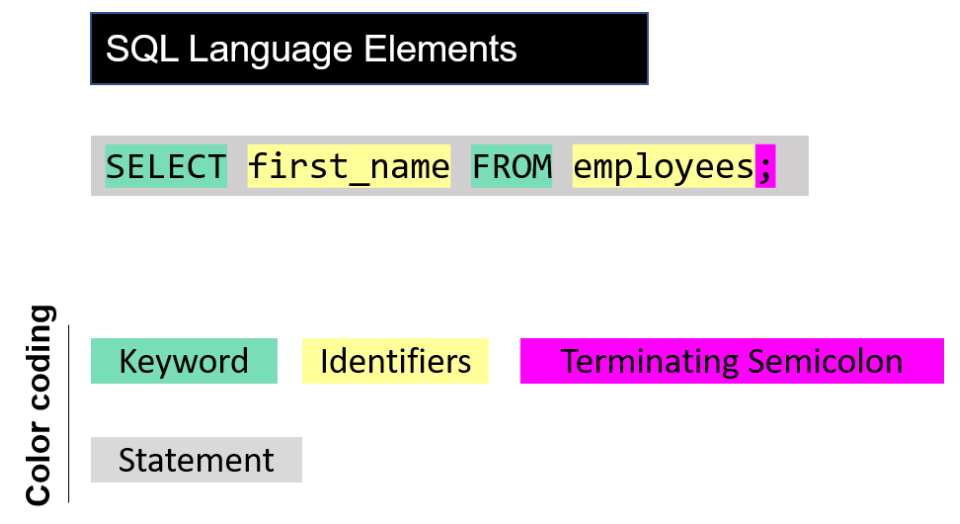 SQL Language Elements
SELECT first_name FROM employees;
Color coding
Keyword Identifiers Terminating Semicolon
Statement